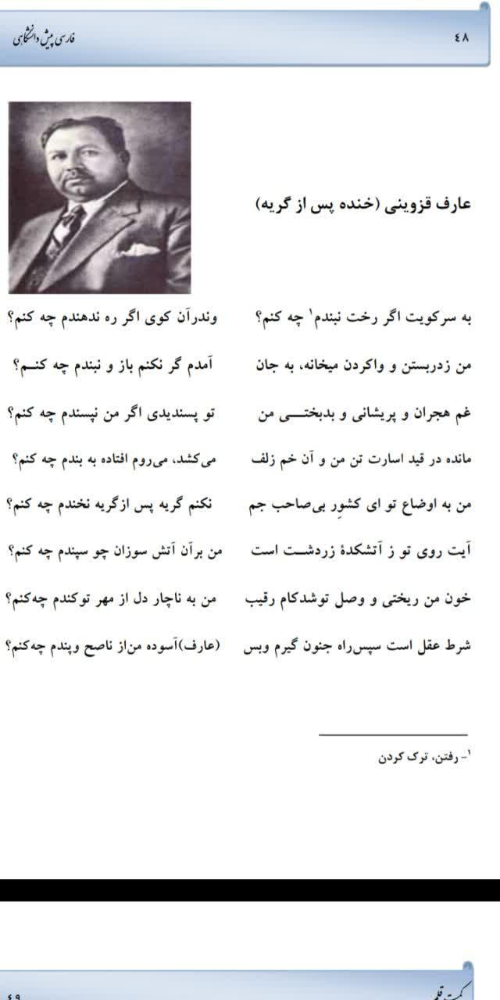 فارسی پیش دانشگاهی ۴۸
عارف قزوینی (خنده پس از گریه)
به سرکویت اگر رخت نبندم۱ چه کنم؟ وندرآن کوی اگر ره ندهندم چه کنم؟
من زدربستن و واکردن میخانه، به جان آمدم گر نکنم باز و نبندم چه کنـم؟
غم هجران و پریشانی و بدبختـی من تو پسندیدی اگر من نپسندم چه کنم؟
مانده در قید اسارت تن من و آن خم زلف می‌کشد، می‌روم افتاده به بندم چه کنم؟
من به اوضاع تو ای کشورِ بی‌صاحب جم نکنم گریه پس ازگریه نخندم چه کنم؟
آیت روی تو ز آتشکدهٔ زردشـت است من برآن آتش سوزان چو سپندم چه کنم؟
خون من ریختی و وصل توشدکام رقیب من به ناچار دل از مهر توکندم چه‌کنم؟
شرط عقل است سپس‌راه جنون گیرم وبس (عارف)آسوده من‌از ناصح وپندم چه‌کنم؟
۱- رفتن، ترک کردن
۴۹